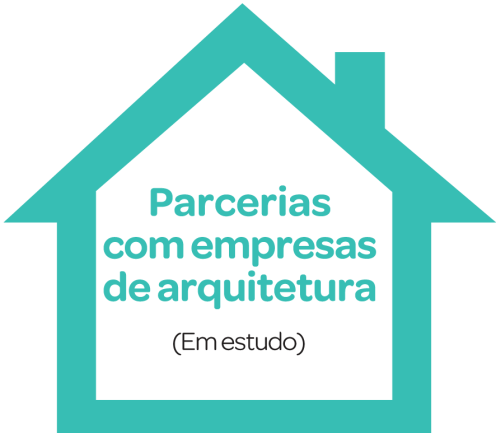 Parcerias
com empresas
de arquitetura
(Em estudo)